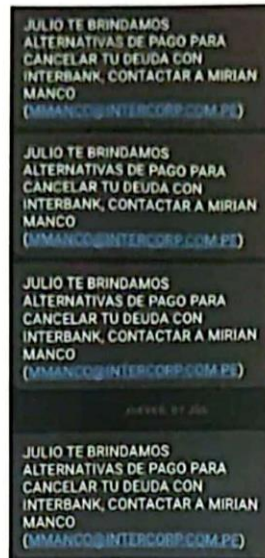 JULIO TE BRINDAMOS
ALTERNATIVAS DE PAGO PARA
CANCELAR TU DEUDA CON
INTERBANK, CONTACTAR A MIRIAN
MANCO
(MMANCO@INTERCORP.COM.PE)
JULIO TE BRINDAMOS
ALTERNATIVAS DE PAGO PARA
CANCELAR TU DEUDA CON
INTERBANK, CONTACTAR A MIRIAN
MANCO
(MMANCO@INTERCORP.COM.PE)
JULIO TE BRINDAMOS
ALTERNATIVAS DE PAGO PARA
CANCELAR TU DEUDA CON
INTERBANK, CONTACTAR A MIRIAN
MANCO
(MMANCO@INTERCORP.COM.PE)
JUEVES, 07 JUL
JULIO TE BRINDAMOS
ALTERNATIVAS DE PAGO PARA
CANCELAR TU DEUDA CON
INTERBANK, CONTACTAR A MIRIAN
MANCO
(MMANCO@INTERCORP.COM.PE)